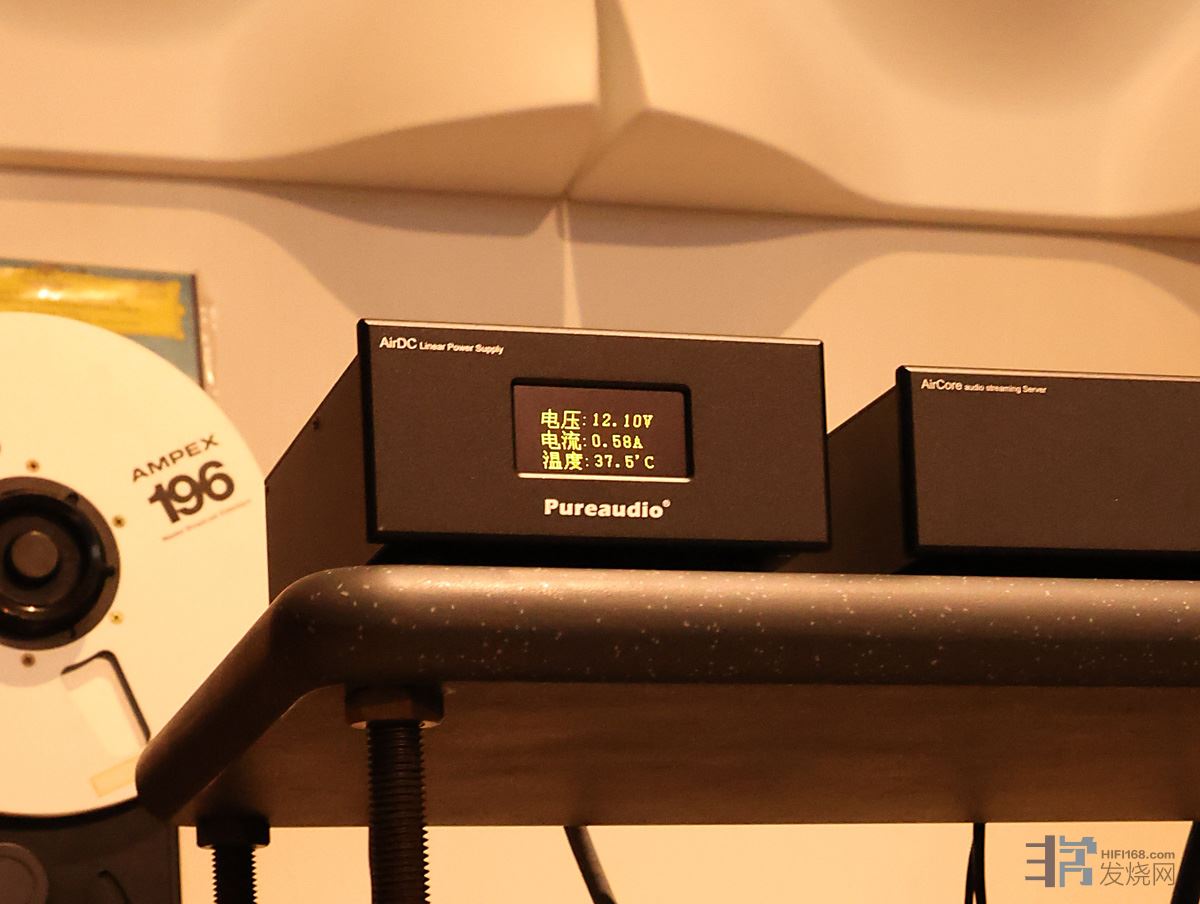 AirDC Linear Power Supply
电压:12.10V
电流:0.58A
温度:37.5'C
Pureaudio®
AirCore audio streaming Server
AMPEX
196
HIFI168.com
发烧网